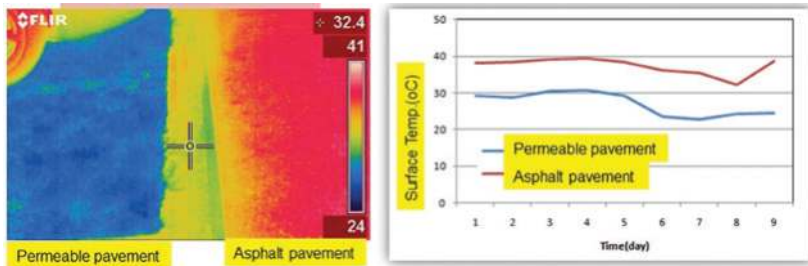 FLIR
32.4
41
24
Permeable pavement
Asphalt pavement
Surface Temp.(oC)
50
40
30
20
10
0
Permeable pavement
Asphalt pavement
1 2 3 4 5 6 7 8 9
Time(day)